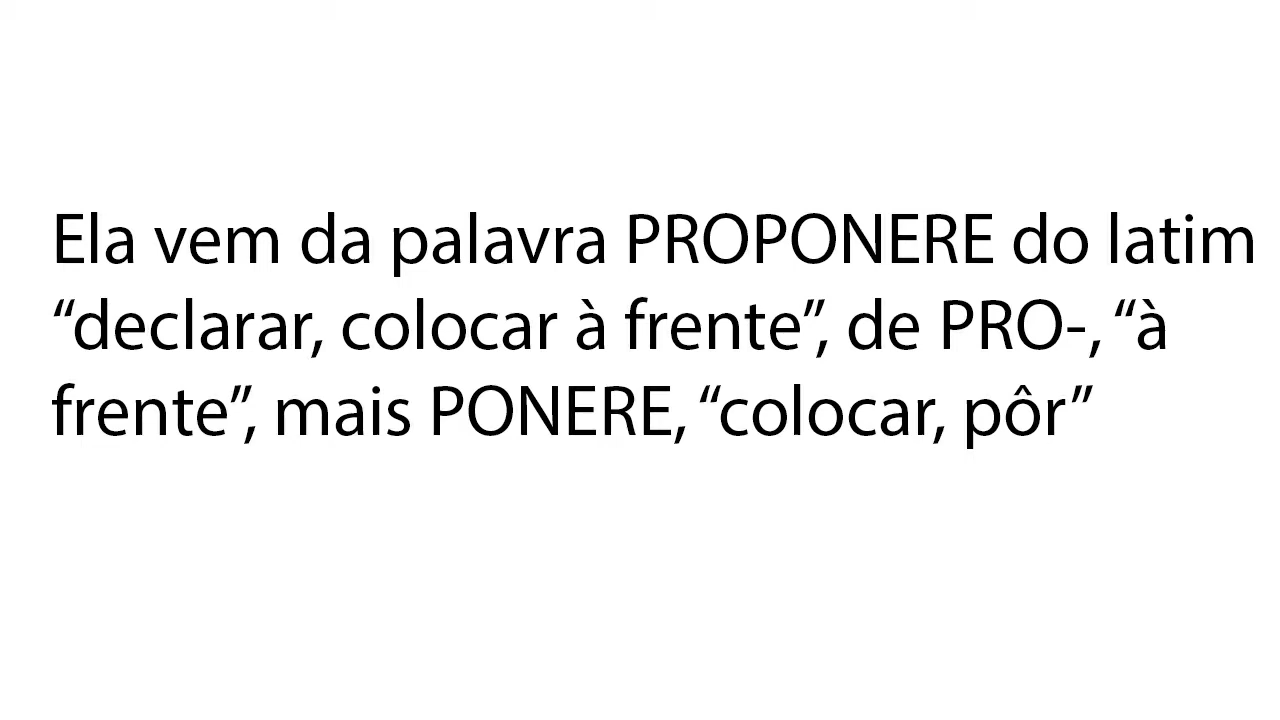 Ela vem da palavra PROPONERE do latim
“declarar, colocar à frente”, de PRO-, “à
frente”, mais PONERE, “colocar, pôr”